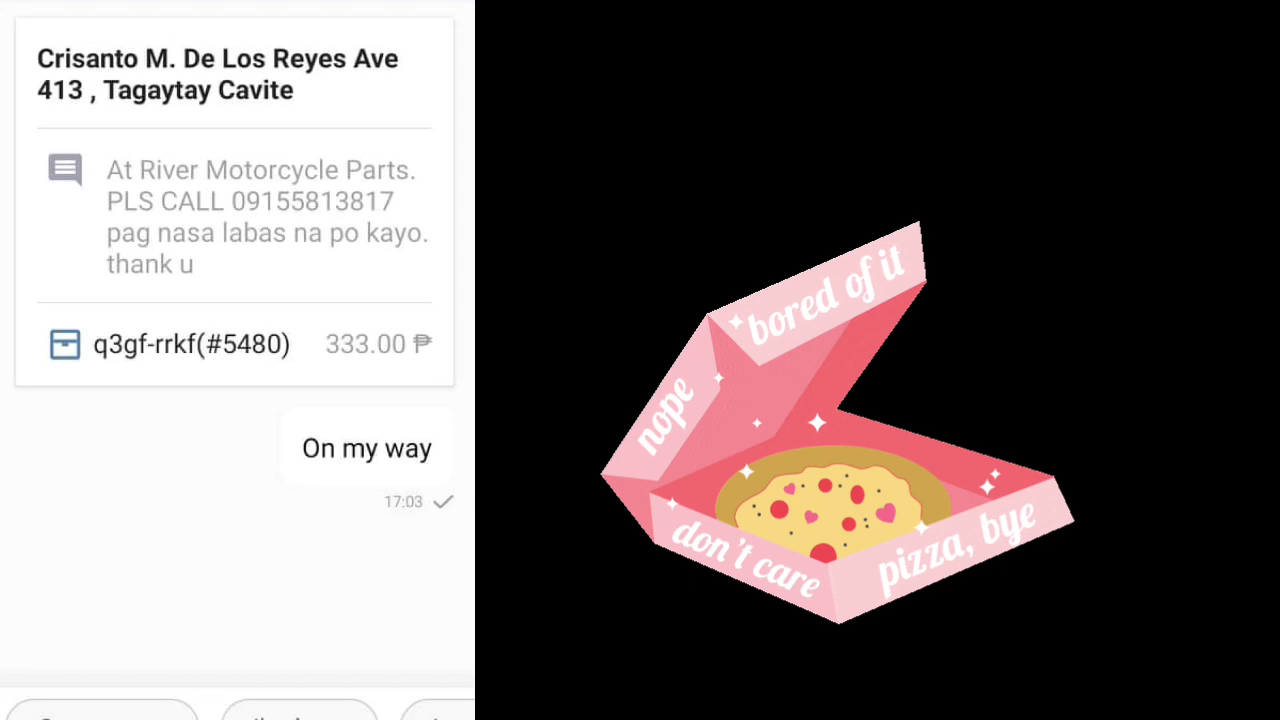 Crisanto M. De Los Reyes Ave
413 , Tagaytay Cavite
At River Motorcycle Parts.
PLS CALL 09155813817
pag nasa labas na po kayo.
thank u
q3gf-rrkf(#5480) 333.00 ₱
On my way
17:03
bored of it
nope
don't care
pizza, bye